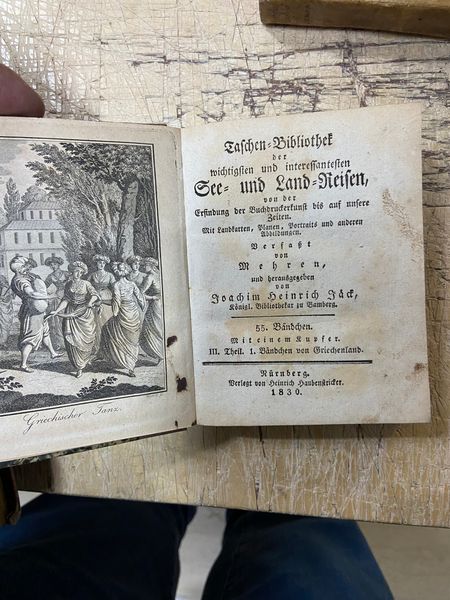 Griechischer Tanz.
Taschen-Bibliothek
der
wichtigsten und interessantesten
See- und Land-Reisen,
von der
Erfindung der Buchdruckerkunst bis auf unsere
Zeiten.
Mit Landkarten, Planen, Portraits und anderen
Abbildungen.
Verfaßt
von
Mehren,
und herausgegeben
von
Joachim Heinrich Jäck,
Königl. Bibliothekar zu Bamberg.
55. Bändchen.
Mit einem Kupfer.
III. Theil. 1. Bändchen von Griechenland.
Nürnberg.
Verlegt von Heinrich Haubenstricker.
1830.